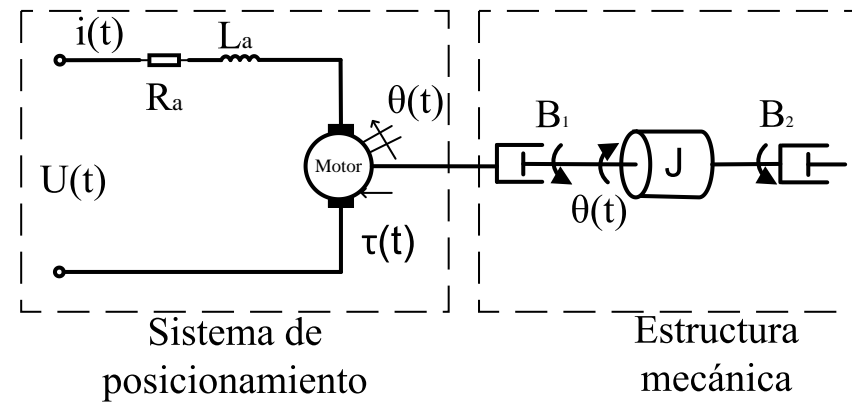 i(t)
La
Ra
θ(t)
B1
B2
Motor
J
U(t)
θ(t)
τ(t)
Sistema de
posicionamiento
Estructura
mecánica